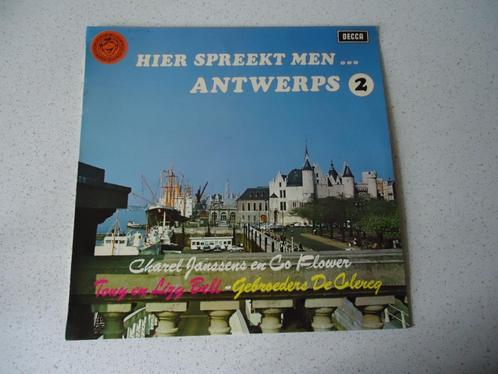 DECCA
HIER SPREEKT MEN ...
ANTWERPS 2
Charel Janssens en Co Flower
Tony en Lizy Bell - Gebroeders De Clercq